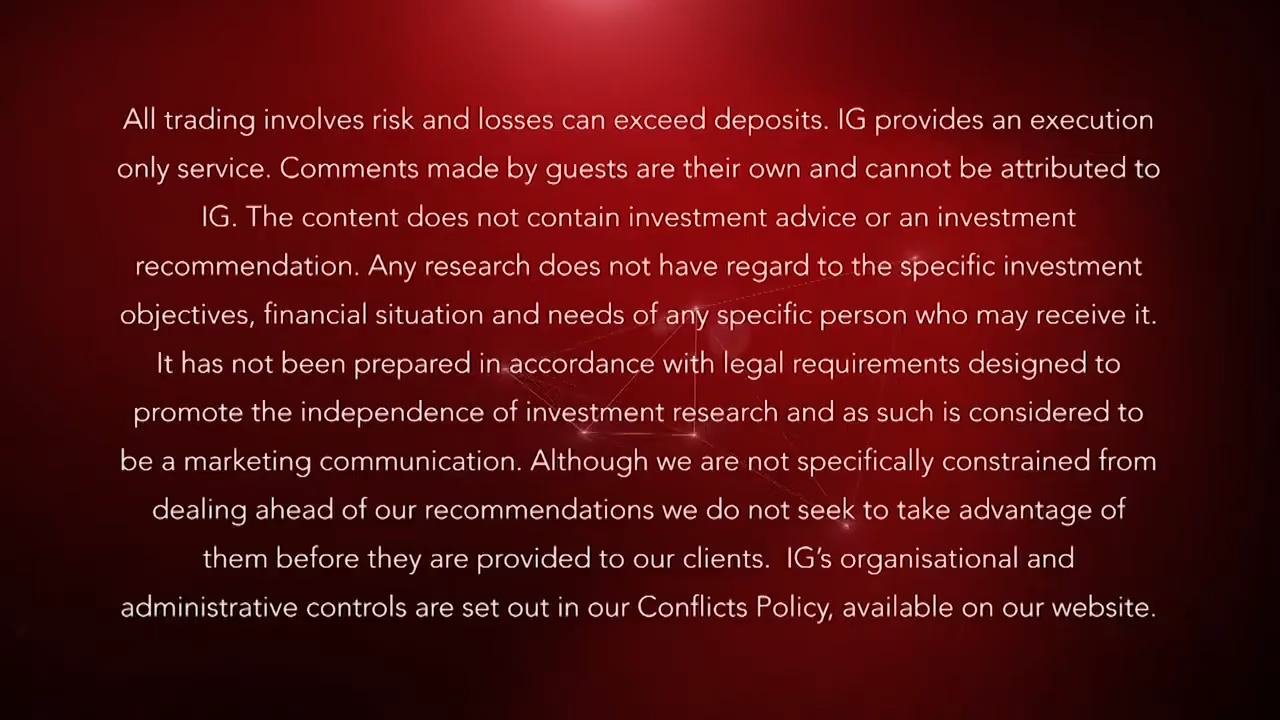 All trading involves risk and losses can exceed deposits. IG provides an execution
only service. Comments made by guests are their own and cannot be attributed to
IG. The content does not contain investment advice or an investment
recommendation. Any research does not have regard to the specific investment
objectives, financial situation and needs of any specific person who may receive it.
It has not been prepared in accordance with legal requirements designed to
promote the independence of investment research and as such is considered to
be a marketing communication. Although we are not specifically constrained from
dealing ahead of our recommendations we do not seek to take advantage of
them before they are provided to our clients.  IG’s organisational and
administrative controls are set out in our Conflicts Policy, available on our website.